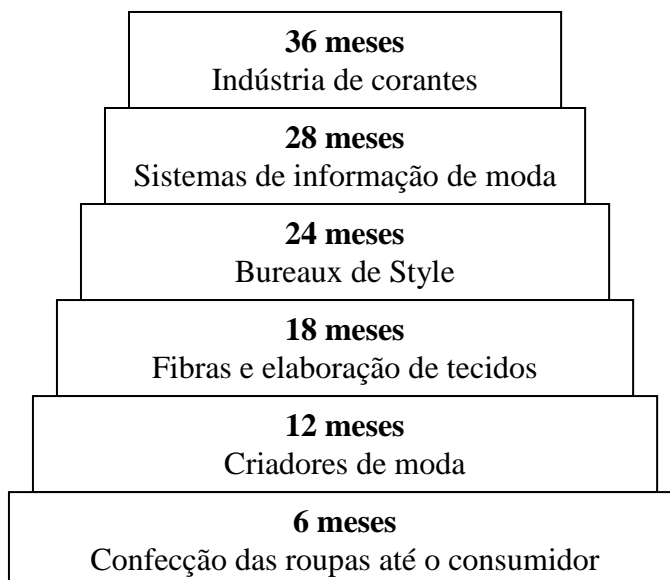 36 meses
Indústria de corantes
28 meses
Sistemas de informação de moda
24 meses
Bureaux de Style
18 meses
Fibras e elaboração de tecidos
12 meses
Criadores de moda
6 meses
Confecção das roupas até o consumidor